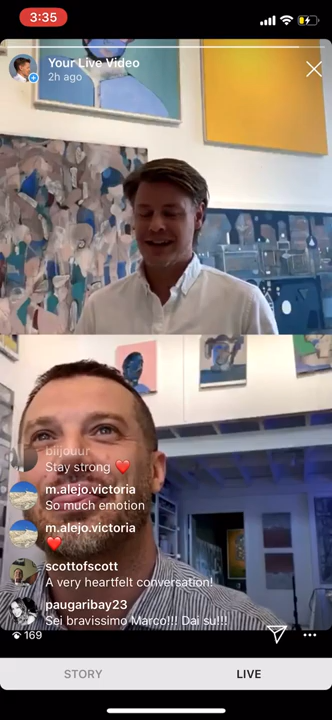 3:35
Your Live Video
2h ago
biijouur
Stay strong ❤️
m.alejo.victoria
So much emotion
m.alejo.victoria
❤️
scottofscott
A very heartfelt conversation!
paugaribay23
Sei bravissimo Marco!!! Dai su!!!
169
STORY
LIVE